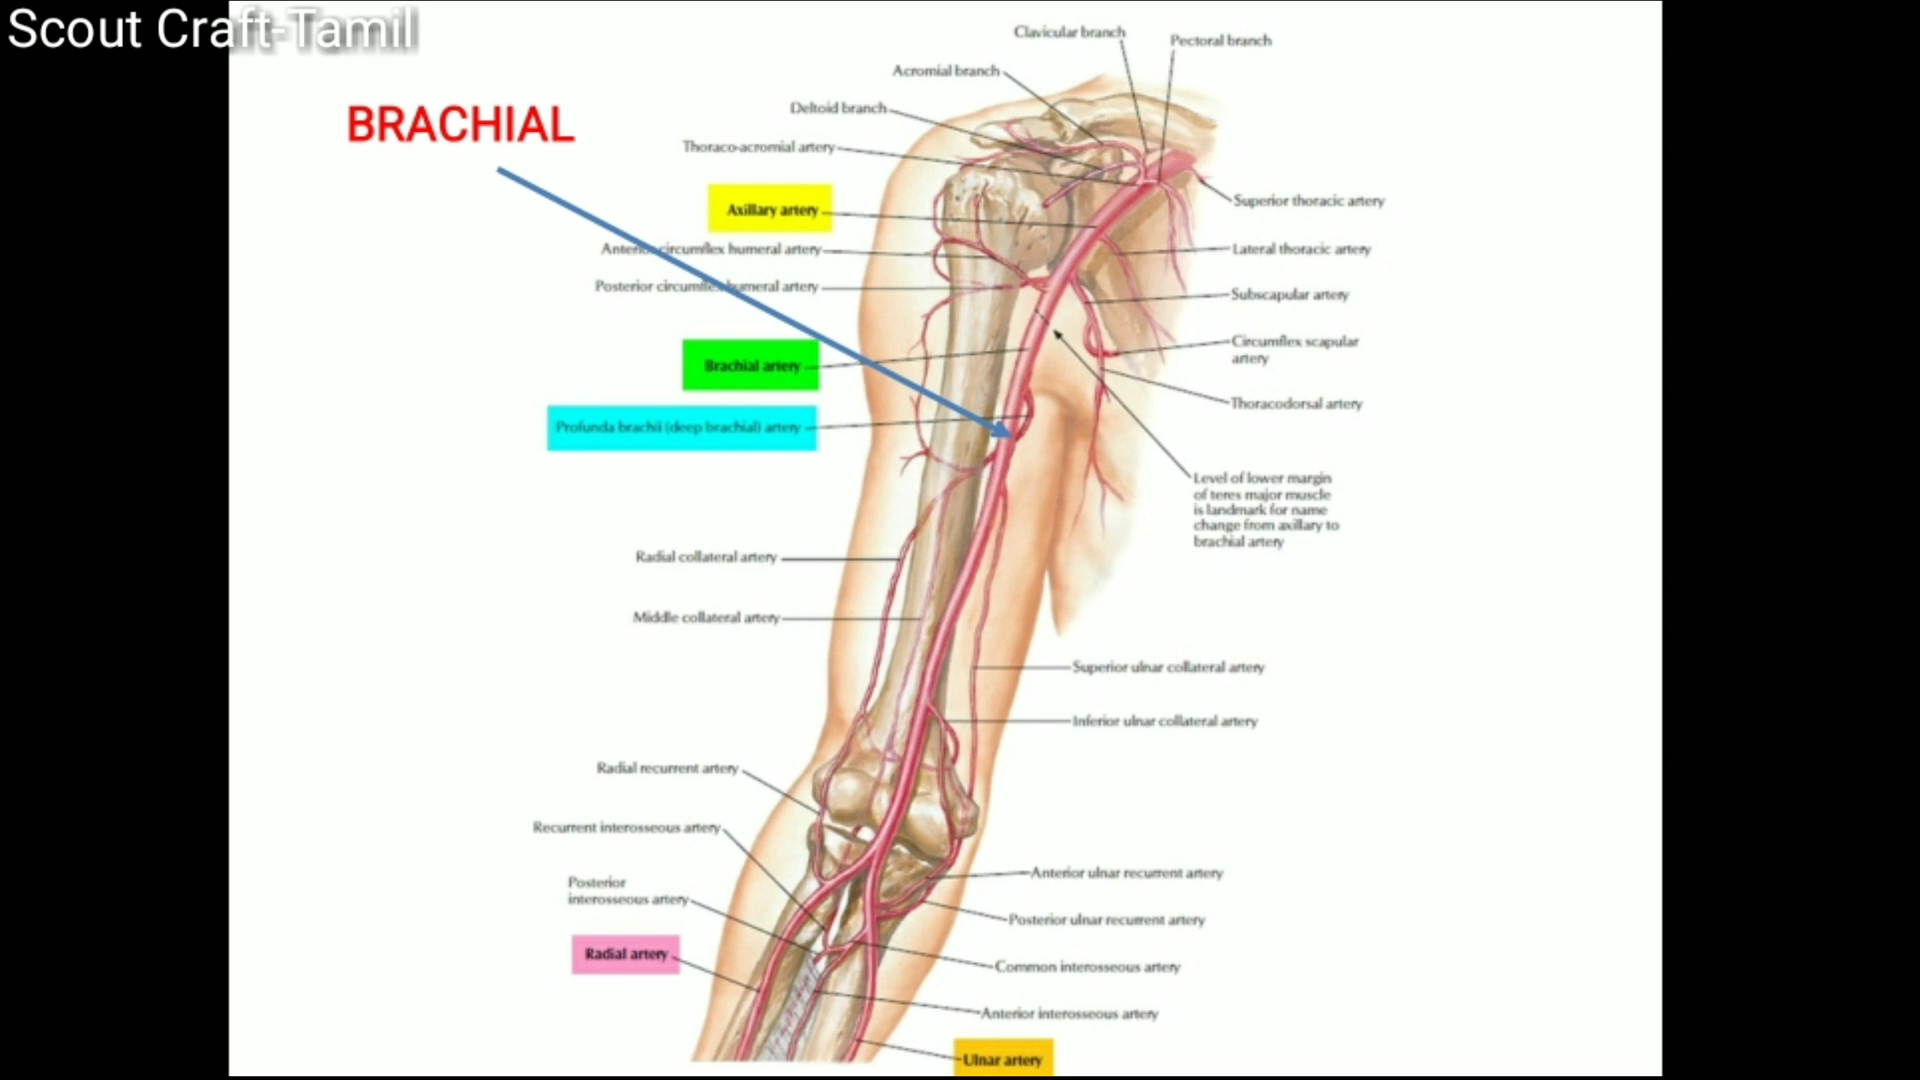 Scout Craft-Tamil
BRACHIAL
Clavicular branch
Pectoral branch
Acromial branch
Deltoid branch
Thoraco-acromial artery
Axillary artery
Anterior circumflex humeral artery
Posterior circumflex humeral artery
Brachial artery
Profunda brachii (deep brachial) artery
Superior thoracic artery
Lateral thoracic artery
Subscapular artery
Circumflex scapular
artery
Thoracodorsal artery
Level of lower margin
of teres major muscle
is landmark for name
change from axillary to
brachial artery
Radial collateral artery
Middle collateral artery
Superior ulnar collateral artery
Inferior ulnar collateral artery
Radial recurrent artery
Recurrent interosseous artery
Posterior
interosseous artery
Radial artery
Anterior ulnar recurrent artery
Posterior ulnar recurrent artery
Common interosseous artery
Anterior interosseous artery
Ulnar artery